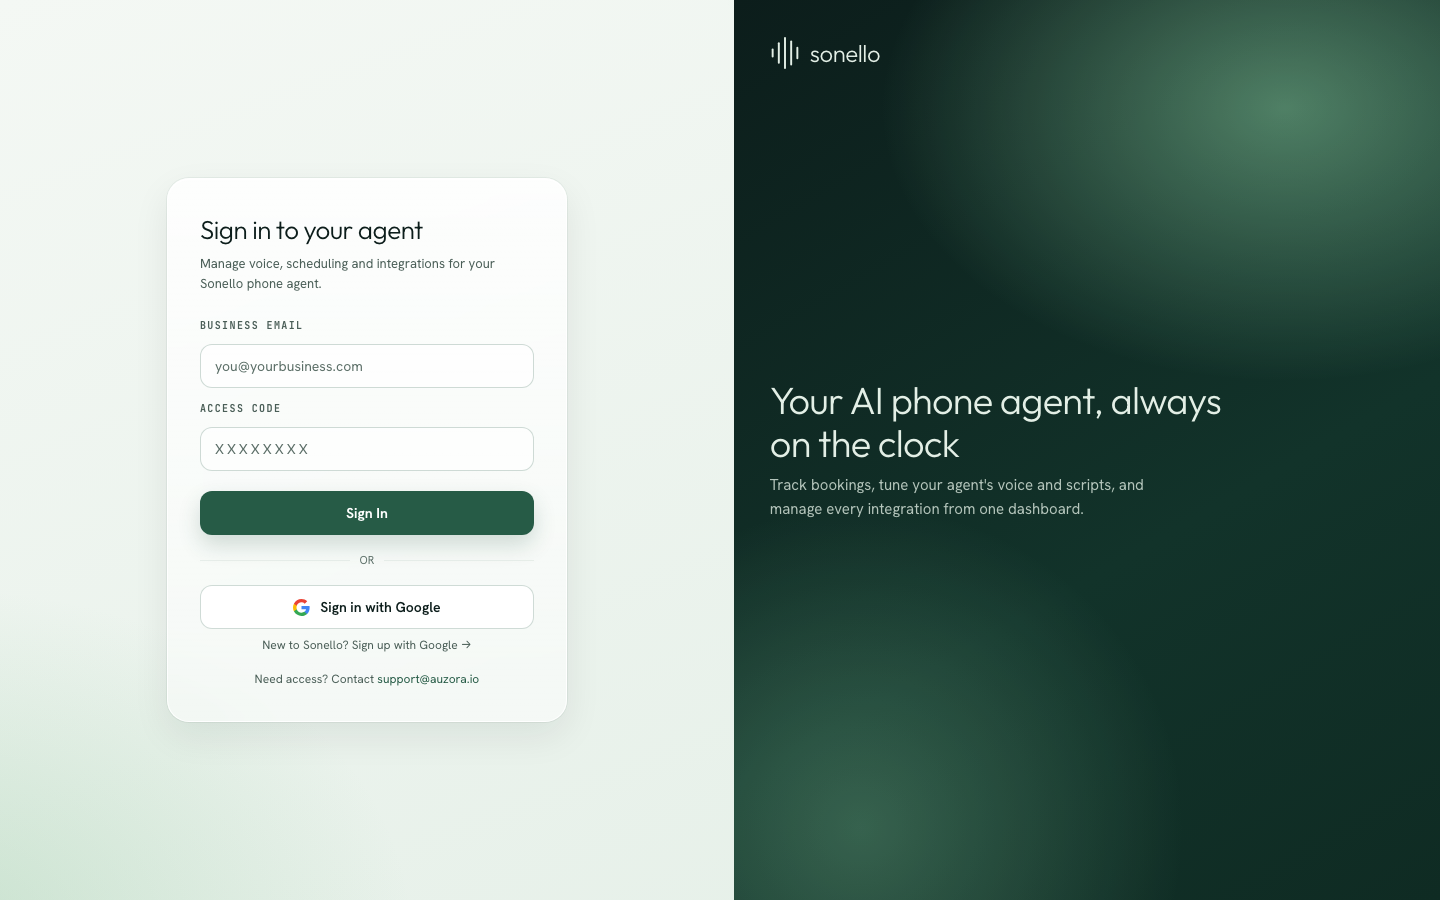 Sign in to your agent
Manage voice, scheduling and integrations for your
Sonello phone agent.
BUSINESS EMAIL
you@yourbusiness.com
ACCESS CODE
XXXXXXXX
Sign In
OR
Sign in with Google
New to Sonello? Sign up with Google →
Need access? Contact support@auzora.io
sonello
Your AI phone agent, always
on the clock
Track bookings, tune your agent's voice and scripts, and
manage every integration from one dashboard.